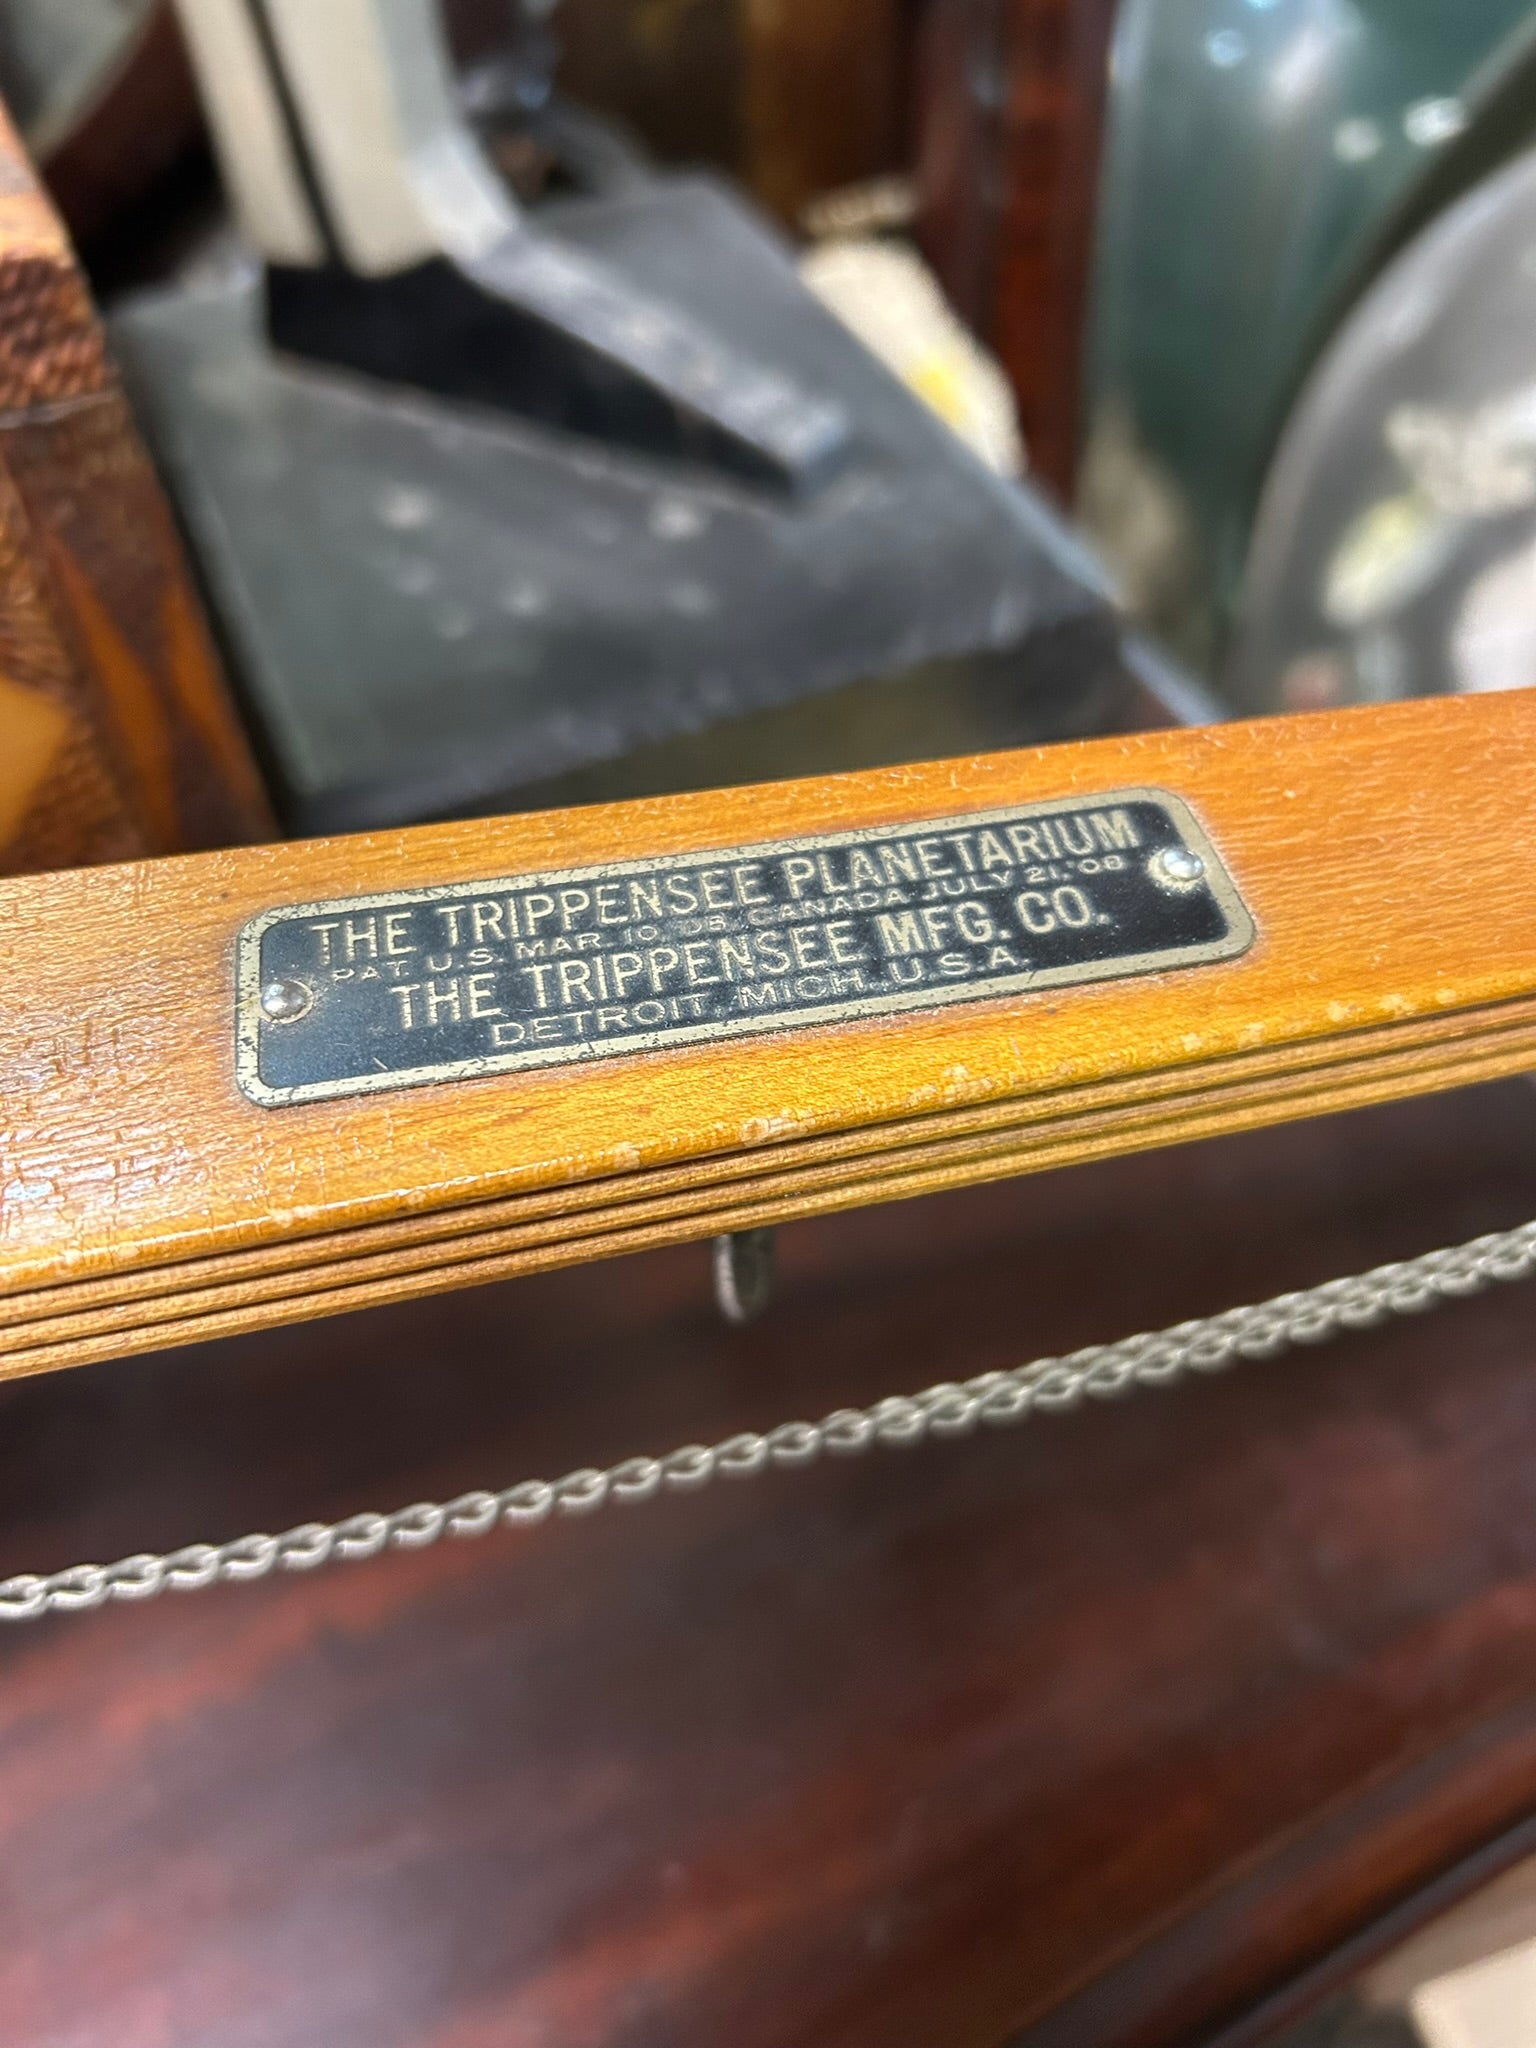 THE TRIPPENSEE PLANETARIUM
PAT. U.S. MAR. 10, '08, CANADA JULY 21, '08
THE TRIPPENSEE MFG. CO.
DETROIT, MICH., U.S.A.